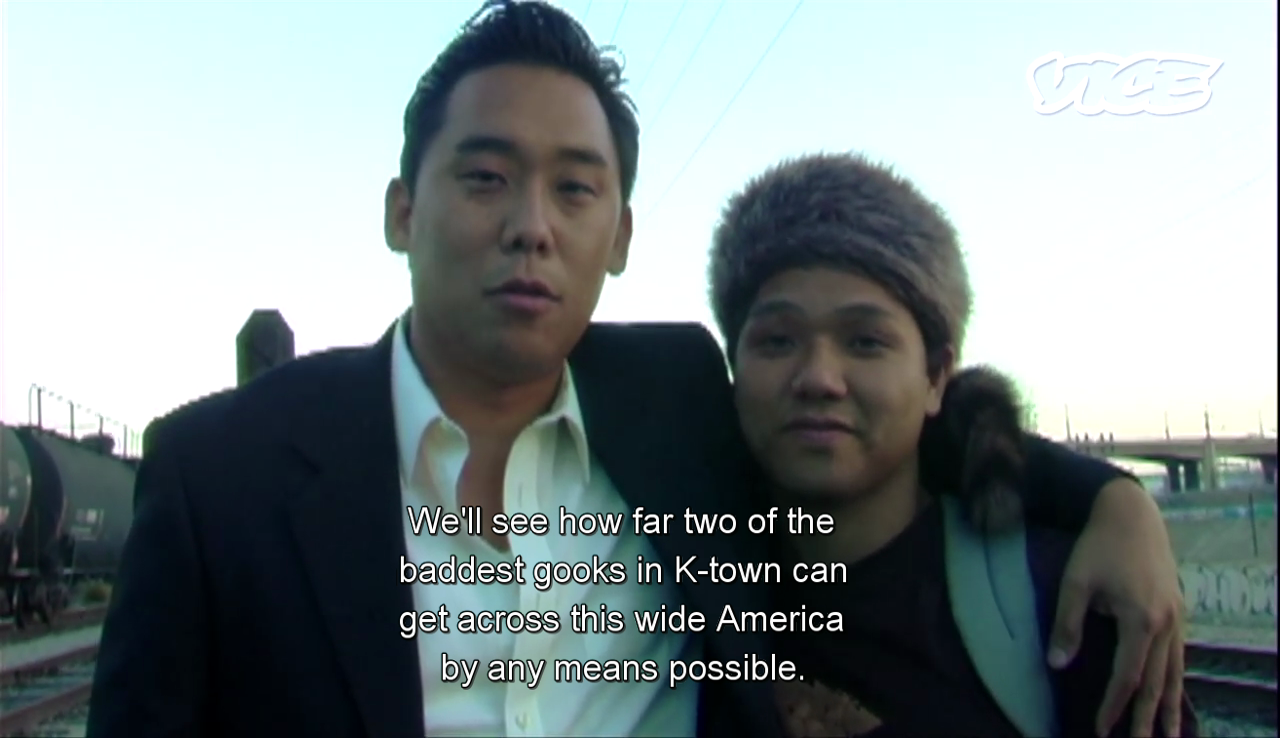 VICE
We'll see how far two of the
baddest gooks in K-town can
get across this wide America
by any means possible.